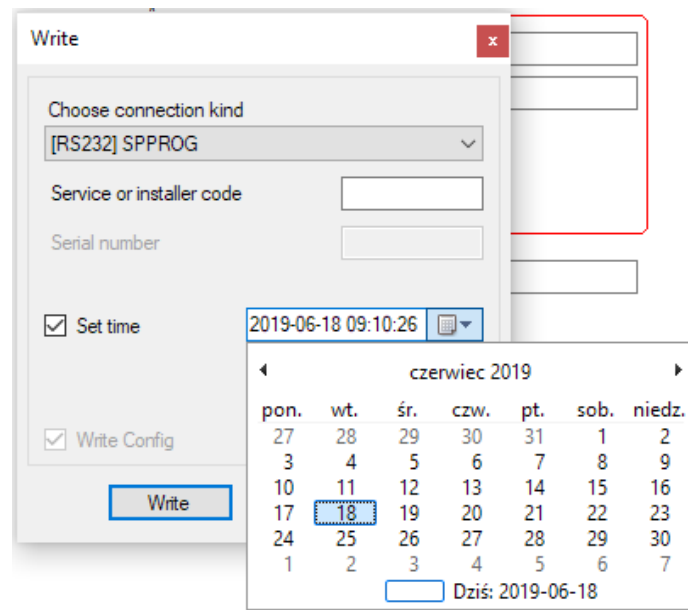 Write
x
Choose connection kind
[RS232] SPPROG
Service or installer code
Serial number
Set time 2019-06-18 09:10:26
czerwiec 2019
pon. wt. śr. czw. pt. sob. niedz.
27 28 29 30 31 1 2
3 4 5 6 7 8 9
10 11 12 13 14 15 16
17 18 19 20 21 22 23
24 25 26 27 28 29 30
1 2 3 4 5 6 7
Dziś: 2019-06-18
Write Config
Write